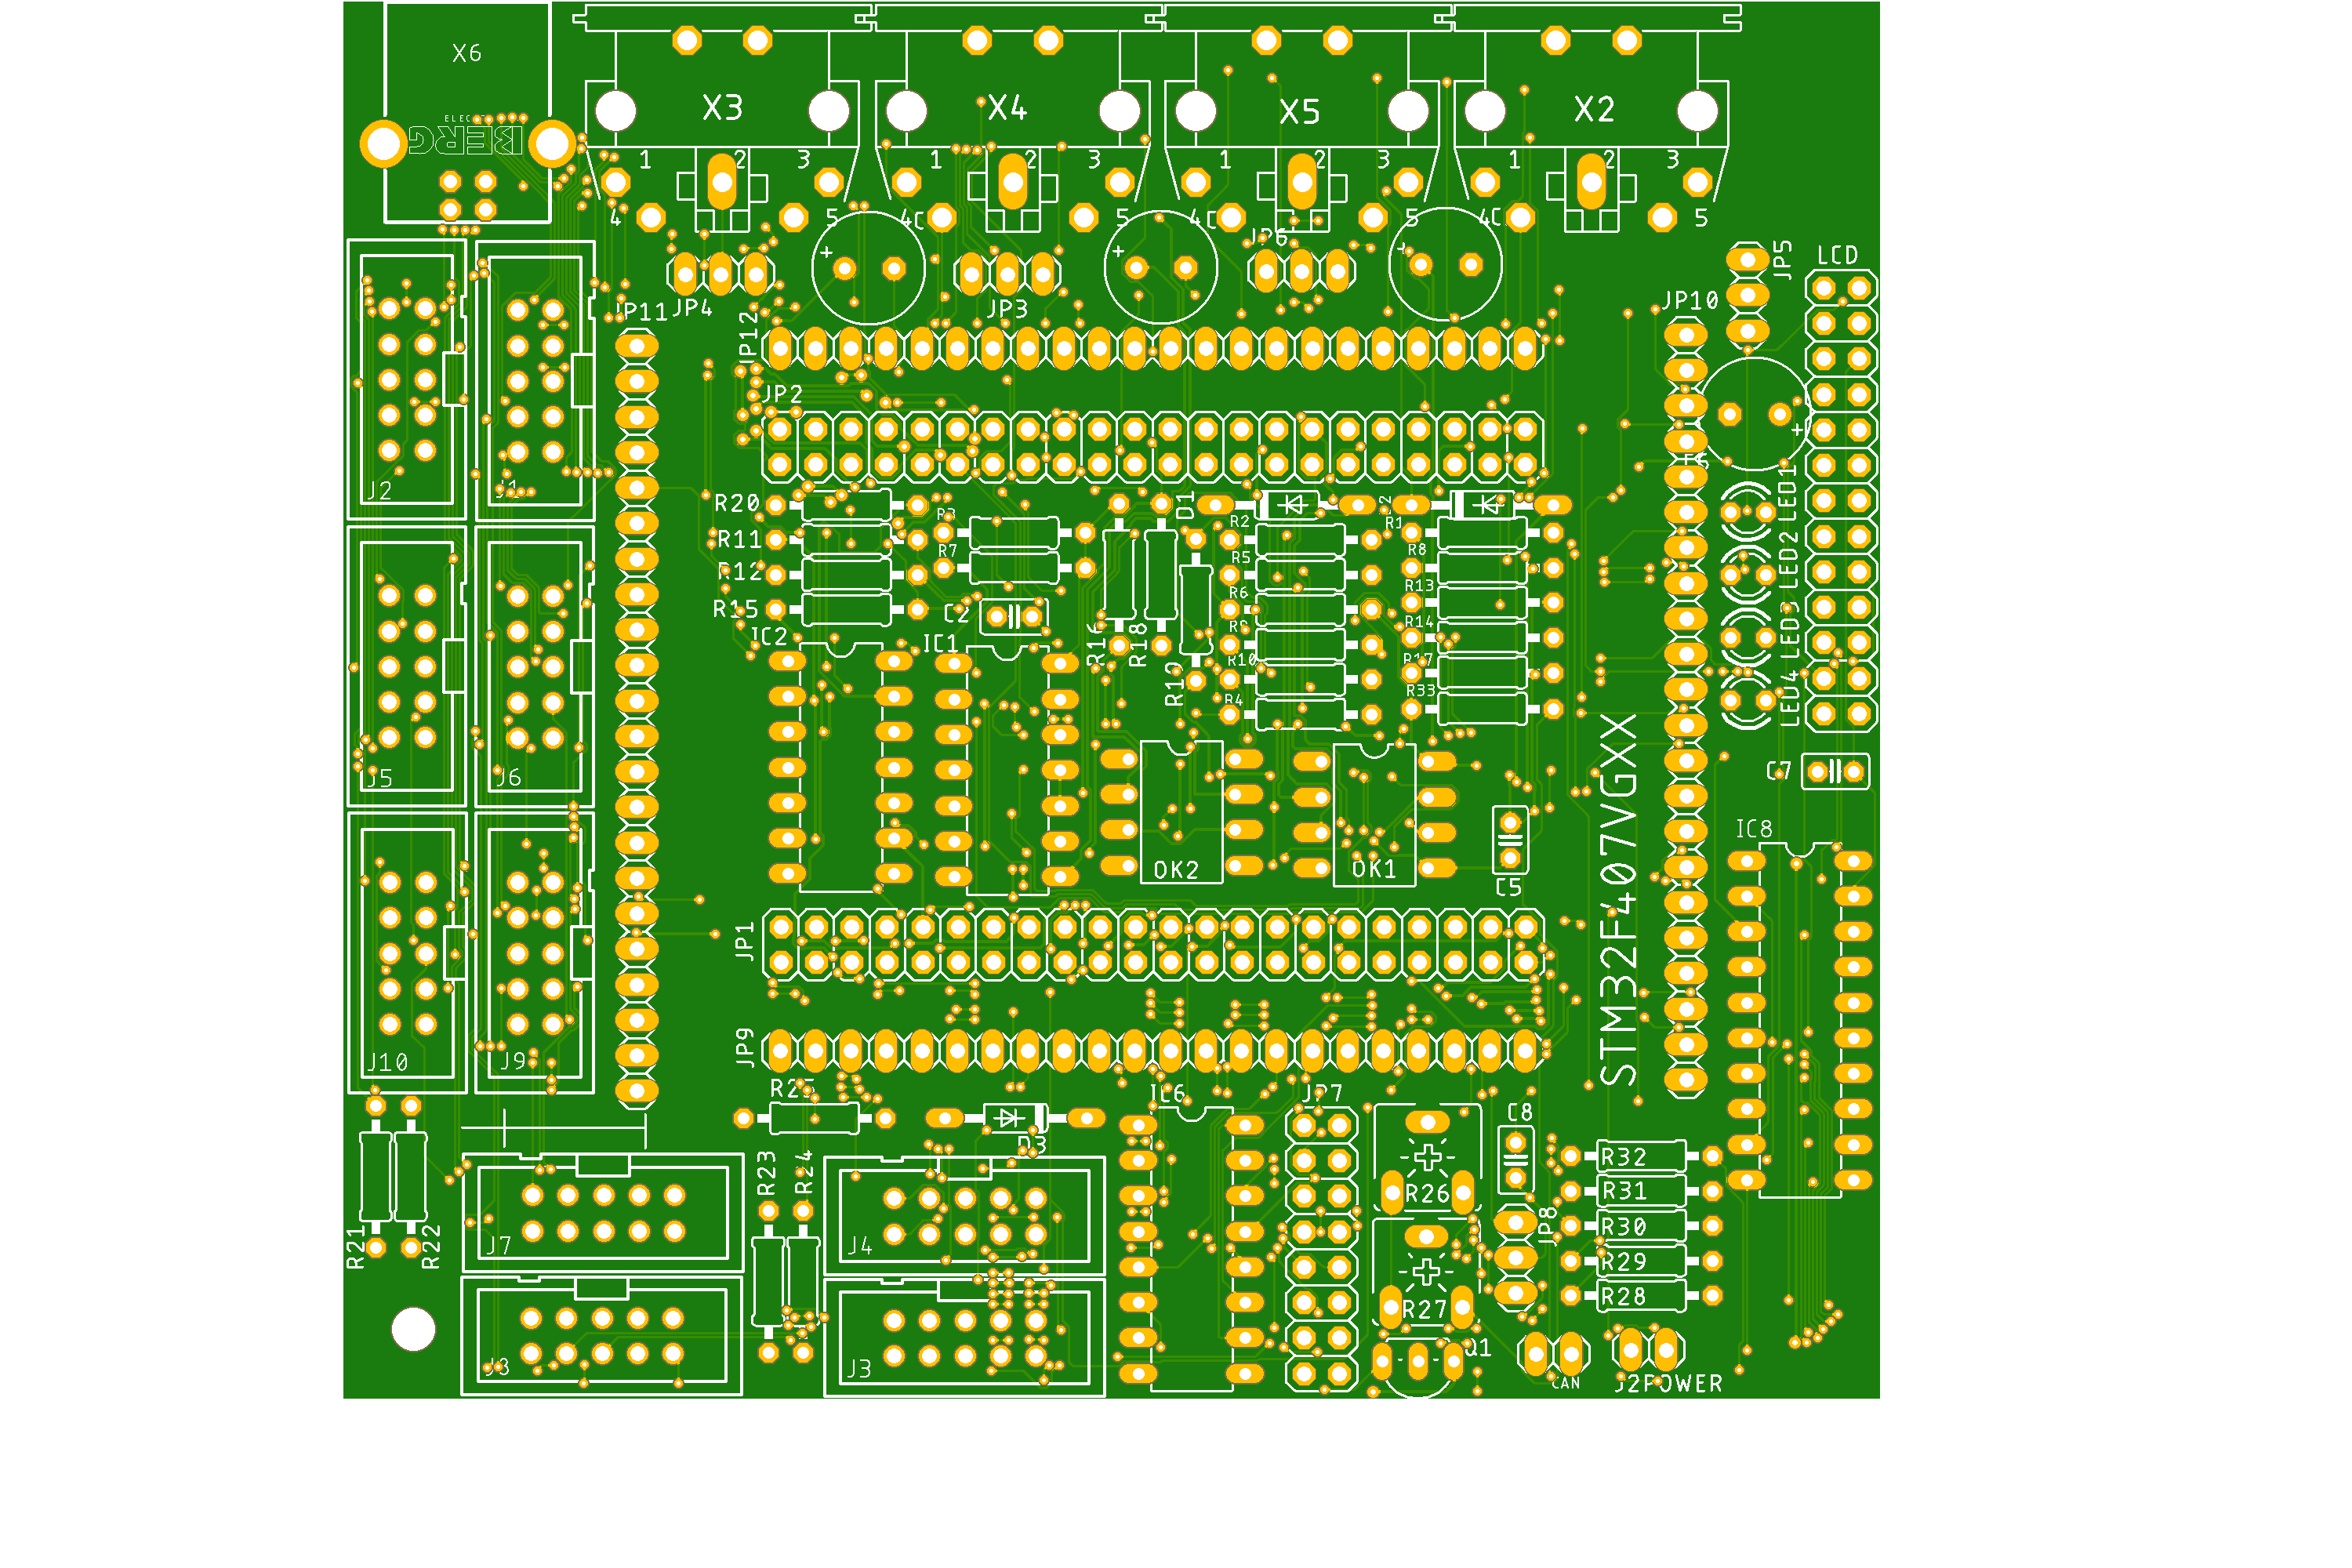 X6
X3
X4
X5
X2
BERG
1
2
3
1
2
3
1
2
3
1
2
3
4
5
4
5
4
5
4
5
JP6
JP5
LCD
JP11
JP4
JP12
JP3
JP10
JP2
J2
J1
R20
R3
D1
R2
R1
LED1
R11
R7
R5
R8
LED2
R12
R6
R13
R15
C2
R9
R14
LED3
IC2
IC1
R16
R18
R10
R17
R19
R4
R33
LED4
J5
J6
STM32F407VGXX
C7
IC8
OK2
OK1
C5
JP1
J10
J9
JP9
R25
IC6
JP7
C8
D3
R23
R24
R32
R26
R31
R21
R22
J7
J4
JP8
R30
R29
R27
R28
J8
J3
Q1
CAN
J2POWER